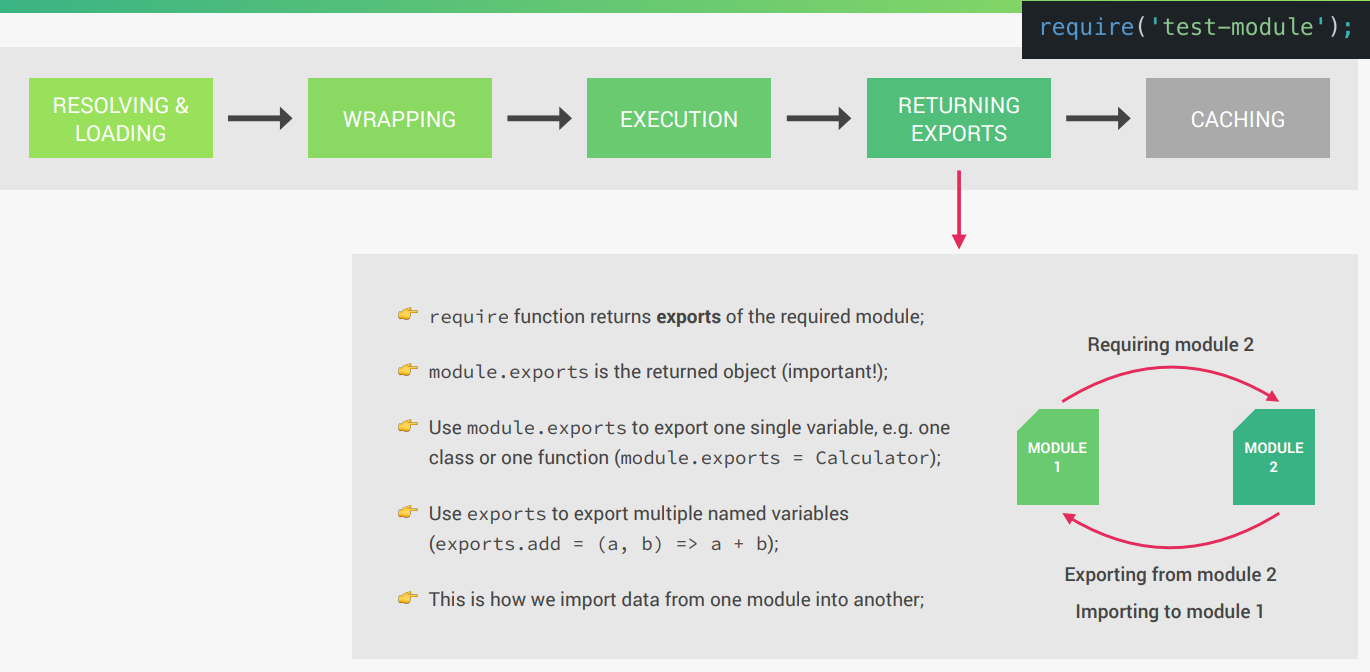 require('test-module');
RESOLVING &
LOADING
WRAPPING
EXECUTION
RETURNING
EXPORTS
CACHING
👉 require function returns exports of the required module;
👉 module.exports is the returned object (important!);
👉 Use module.exports to export one single variable, e.g. one
class or one function (module.exports = Calculator);
👉 Use exports to export multiple named variables
(exports.add = (a, b) => a + b);
👉 This is how we import data from one module into another;
Requiring module 2
MODULE
1
MODULE
2
Exporting from module 2
Importing to module 1